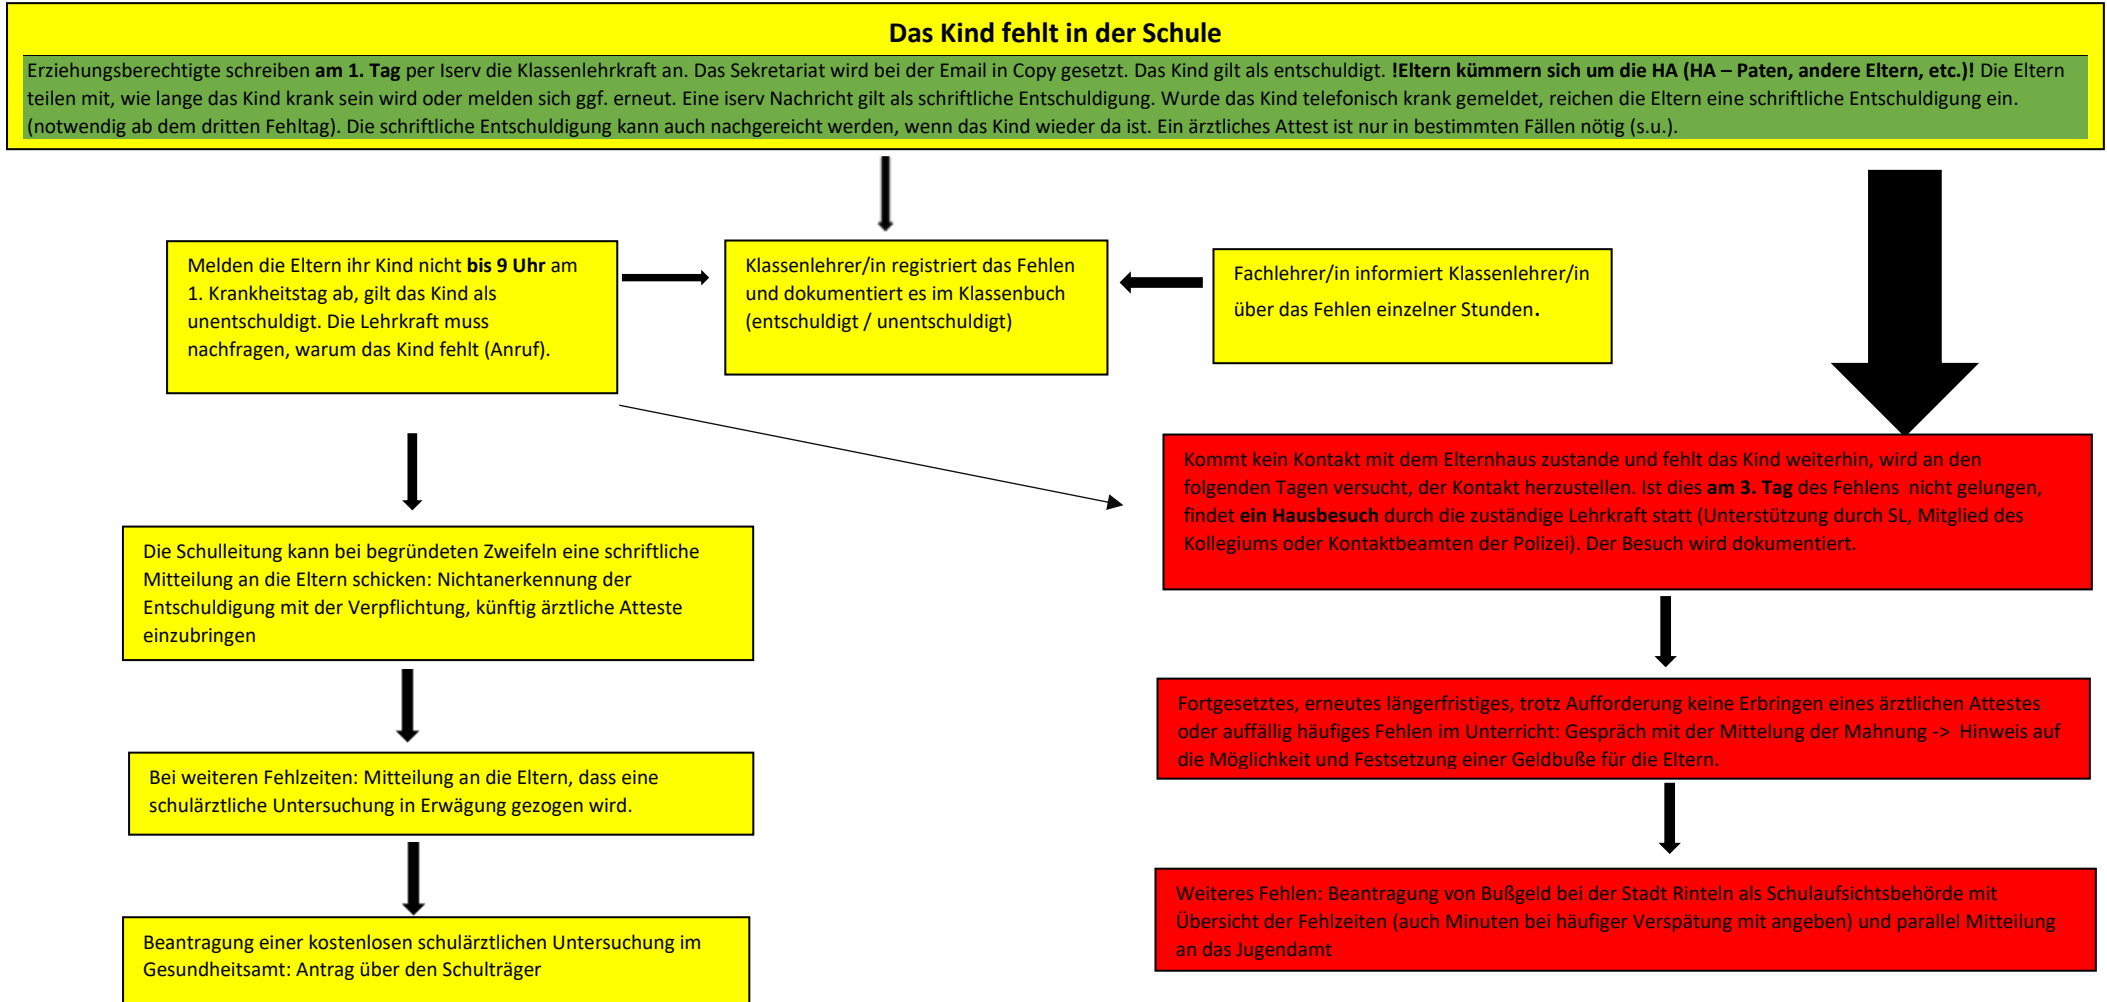 Das Kind fehlt in der Schule
Erziehungsberechtigte schreiben am 1. Tag per Iserv die Klassenlehrkraft an. Das Sekretariat wird bei der Email in Copy gesetzt. Das Kind gilt als entschuldigt. !Eltern kümmern sich um die HA (HA – Paten, andere Eltern, etc.)! Die Eltern
teilen mit, wie lange das Kind krank sein wird oder melden sich ggf. erneut. Eine iserv Nachricht gilt als schriftliche Entschuldigung. Wurde das Kind telefonisch krank gemeldet, reichen die Eltern eine schriftliche Entschuldigung ein.
(notwendig ab dem dritten Fehltag). Die schriftliche Entschuldigung kann auch nachgereicht werden, wenn das Kind wieder da ist. Ein ärztliches Attest ist nur in bestimmten Fällen nötig (s.u.).
Melden die Eltern ihr Kind nicht bis 9 Uhr am
1. Krankheitstag ab, gilt das Kind als
unentschuldigt. Die Lehrkraft muss
nachfragen, warum das Kind fehlt (Anruf).
Klassenlehrer/in registriert das Fehlen
und dokumentiert es im Klassenbuch
(entschuldigt / unentschuldigt)
Fachlehrer/in informiert Klassenlehrer/in
über das Fehlen einzelner Stunden.
Kommt kein Kontakt mit dem Elternhaus zustande und fehlt das Kind weiterhin, wird an den
folgenden Tagen versucht, der Kontakt herzustellen. Ist dies am 3. Tag des Fehlens nicht gelungen,
findet ein Hausbesuch durch die zuständige Lehrkraft statt (Unterstützung durch SL, Mitglied des
Kollegiums oder Kontaktbeamten der Polizei). Der Besuch wird dokumentiert.
Die Schulleitung kann bei begründeten Zweifeln eine schriftliche
Mitteilung an die Eltern schicken: Nichtanerkennung der
Entschuldigung mit der Verpflichtung, künftig ärztliche Atteste
einzubringen
Fortgesetztes, erneutes längerfristiges, trotz Aufforderung keine Erbringen eines ärztlichen Attestes
oder auffällig häufiges Fehlen im Unterricht: Gespräch mit der Mittelung der Mahnung -> Hinweis auf
die Möglichkeit und Festsetzung einer Geldbuße für die Eltern.
Bei weiteren Fehlzeiten: Mitteilung an die Eltern, dass eine
schulärztliche Untersuchung in Erwägung gezogen wird.
Weiteres Fehlen: Beantragung von Bußgeld bei der Stadt Rinteln als Schulaufsichtsbehörde mit
Übersicht der Fehlzeiten (auch Minuten bei häufiger Verspätung mit angeben) und parallel Mitteilung
an das Jugendamt
Beantragung einer kostenlosen schulärztlichen Untersuchung im
Gesundheitsamt: Antrag über den Schulträger